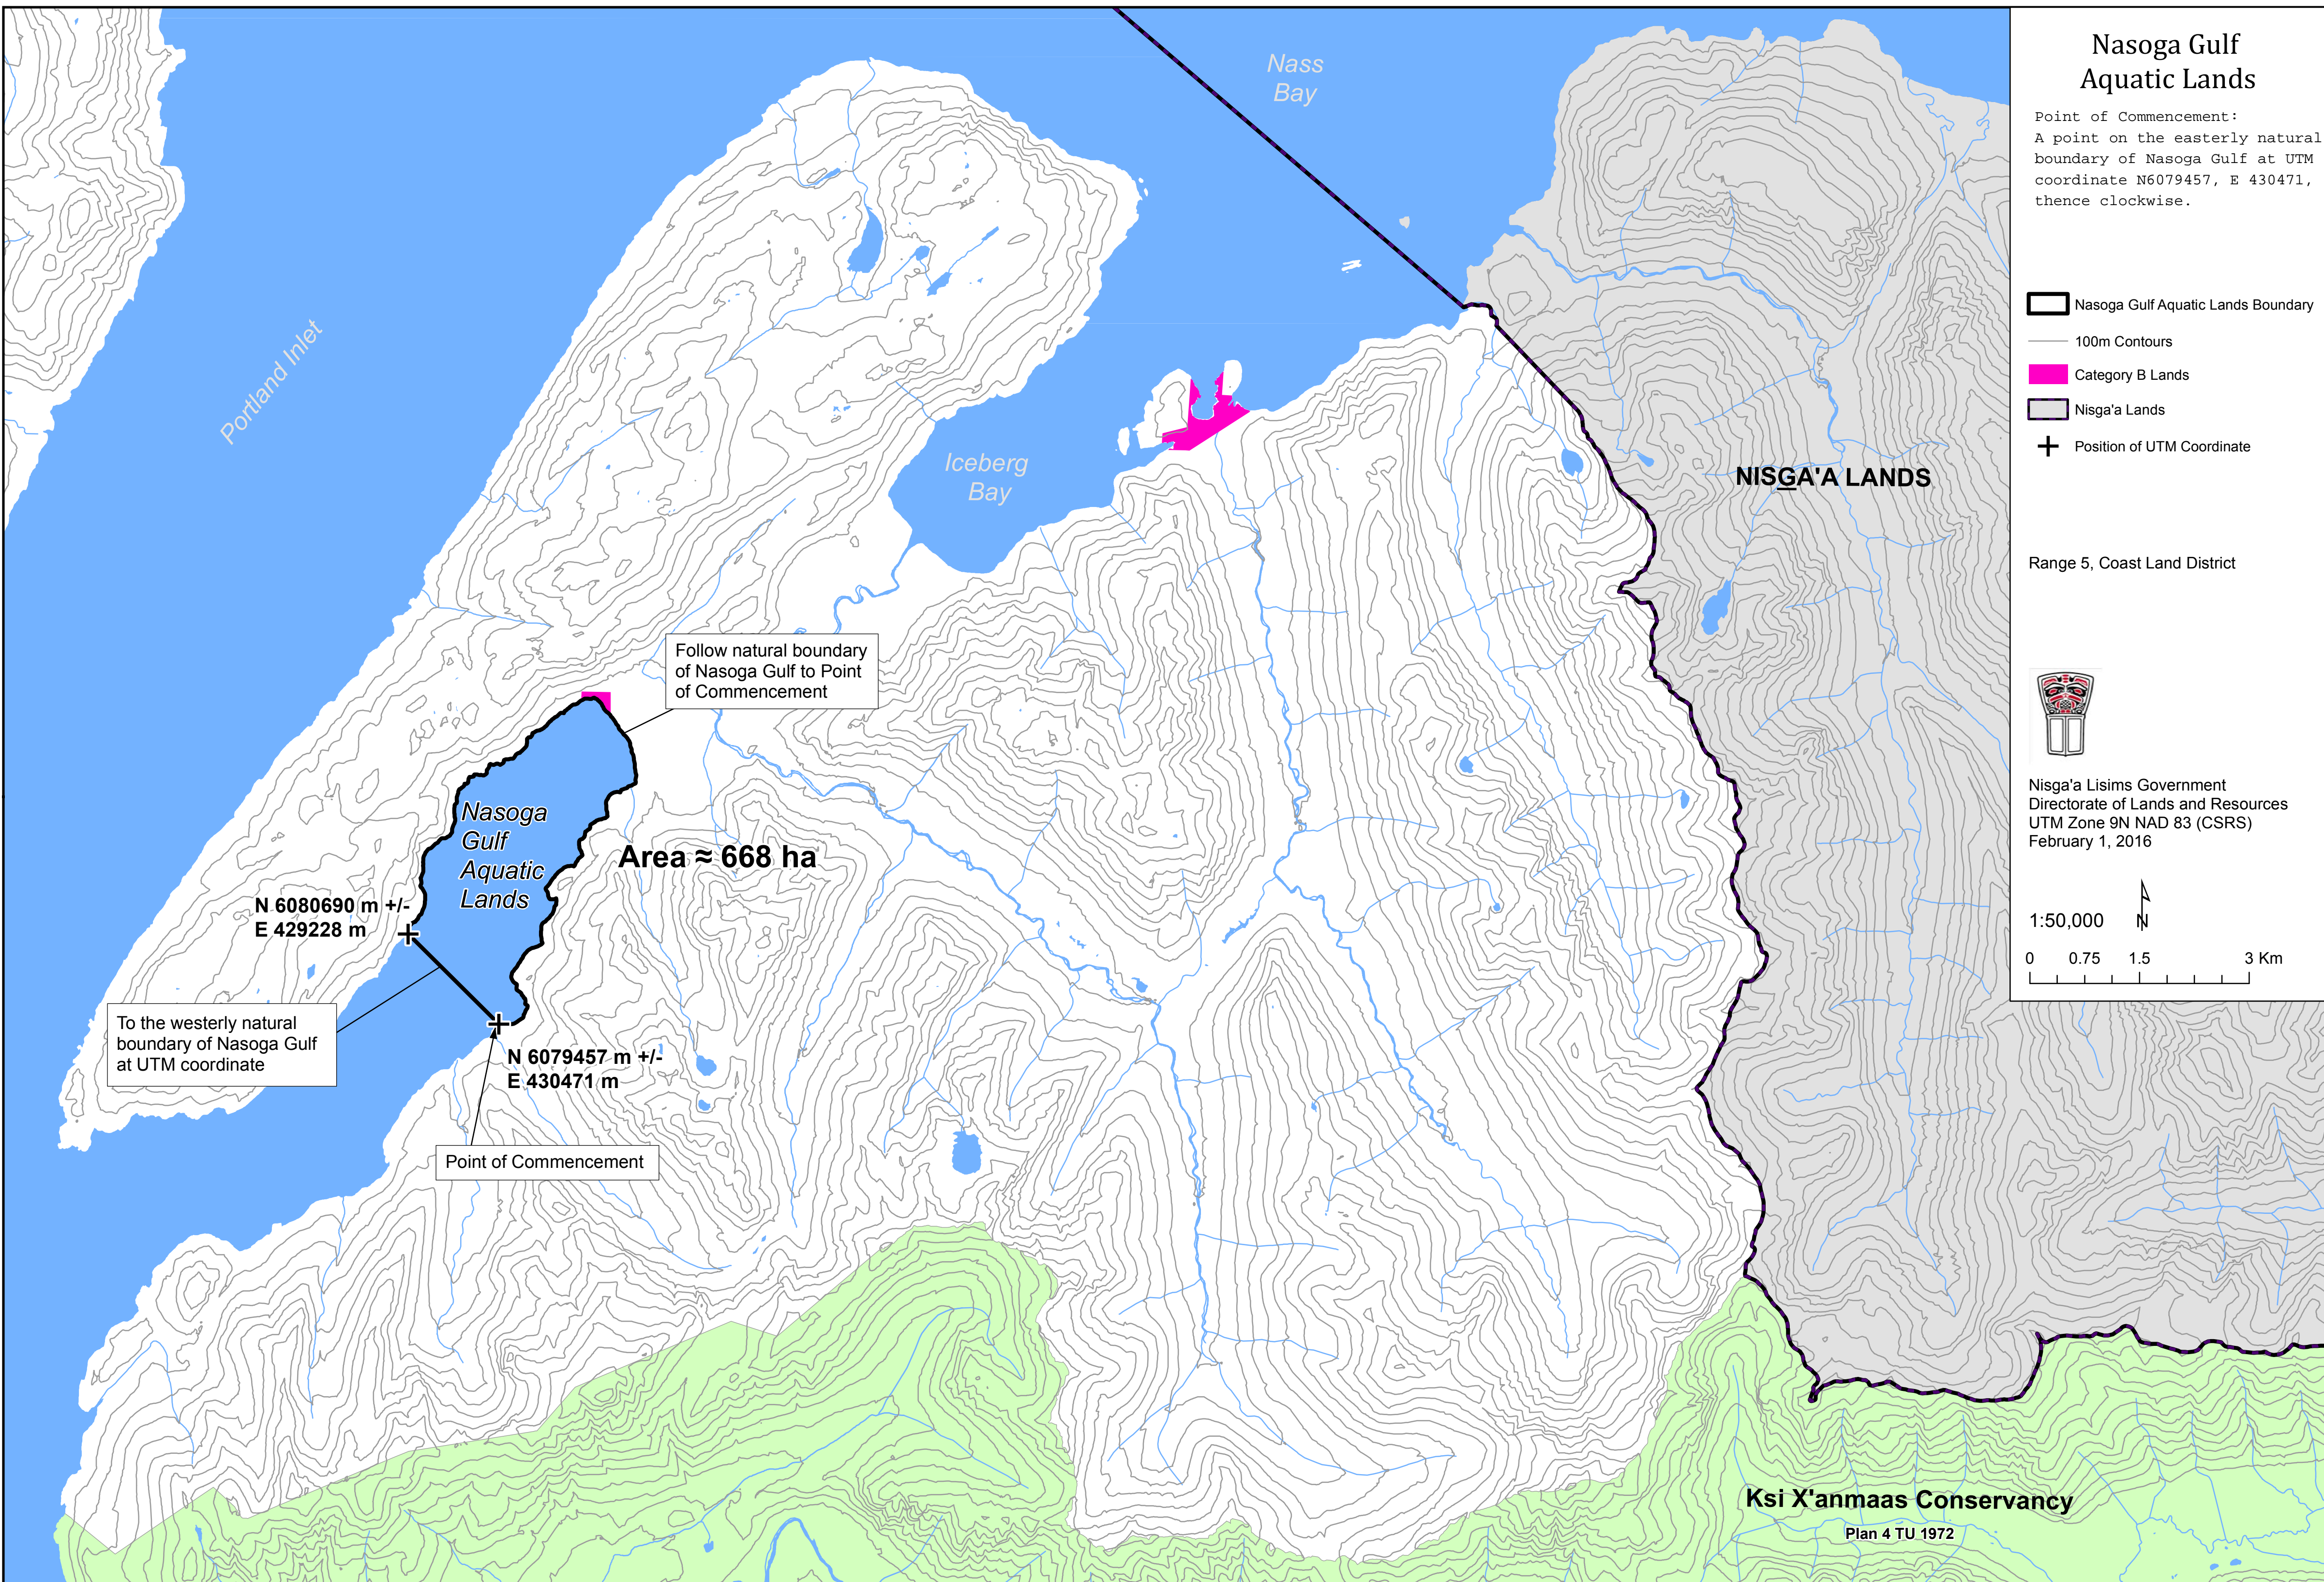 Nasoga Gulf
Aquatic Lands
Point of Commencement:
A point on the easterly natural
boundary of Nasoga Gulf at UTM
coordinate N6079457, E 430471,
thence clockwise.
Nasoga Gulf Aquatic Lands Boundary
100m Contours
Category B Lands
Nisga'a Lands
Position of UTM Coordinate
Range 5, Coast Land District
Nisga'a Lisims Government
Directorate of Lands and Resources
UTM Zone 9N NAD 83 (CSRS)
February 1, 2016
1:50,000
N
0 0.75 1.5 3 Km
Nass
Bay
Portland Inlet
Iceberg
Bay
NISG̲A'A LANDS
Follow natural boundary
of Nasoga Gulf to Point
of Commencement
Nasoga
Gulf
Aquatic
Lands
Area ≈ 668 ha
N 6080690 m +/-
E 429228 m
To the westerly natural
boundary of Nasoga Gulf
at UTM coordinate
N 6079457 m +/-
E 430471 m
Point of Commencement
Ksi X'anmaas Conservancy
Plan 4 TU 1972